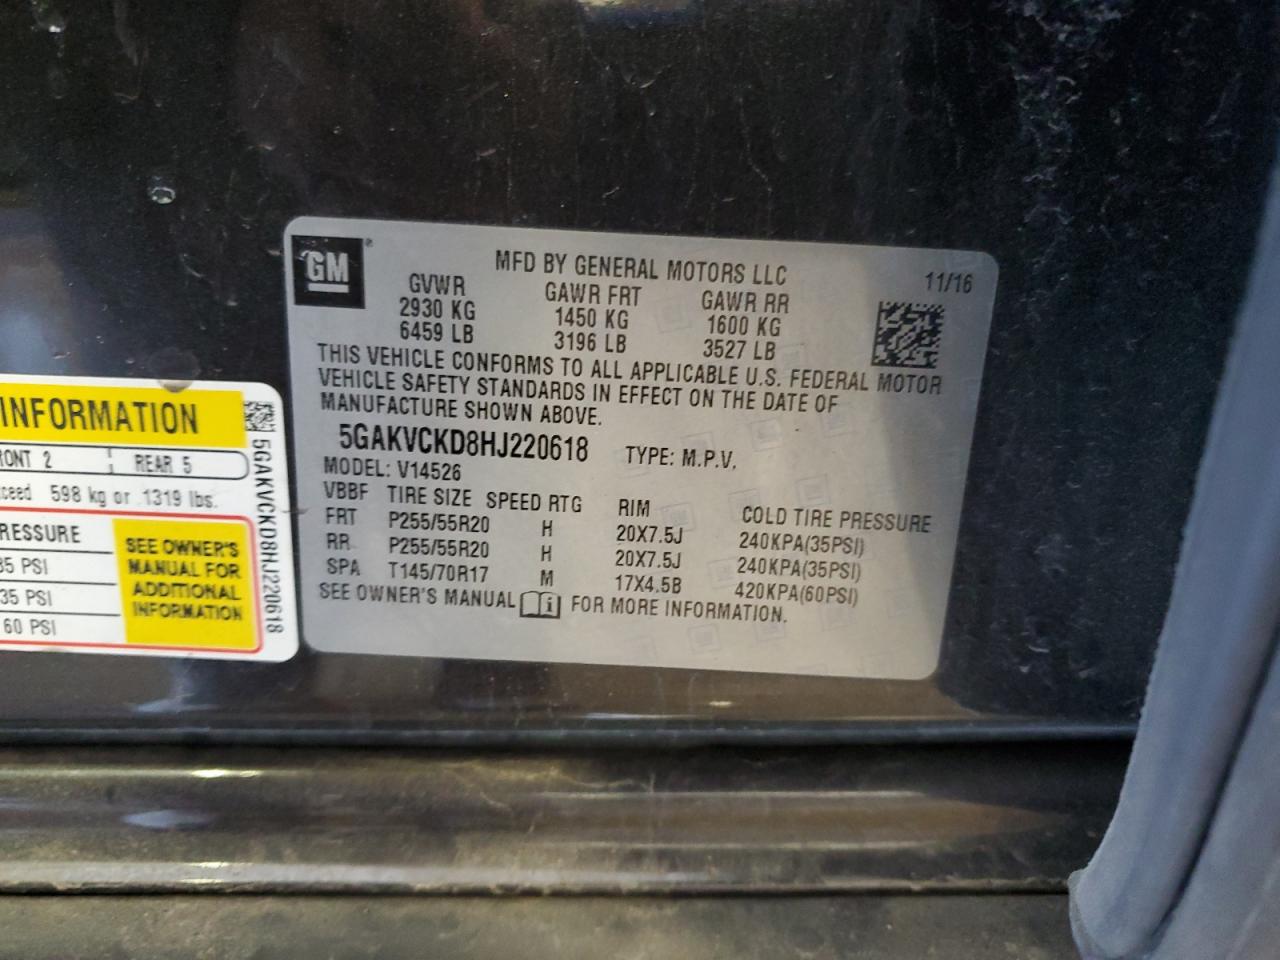 GM
MFD BY GENERAL MOTORS LLC
11/16
GVWR GAWR FRT GAWR RR
2930 KG 1450 KG 1600 KG
6459 LB 3196 LB 3527 LB
THIS VEHICLE CONFORMS TO ALL APPLICABLE U.S. FEDERAL MOTOR
VEHICLE SAFETY STANDARDS IN EFFECT ON THE DATE OF
MANUFACTURE SHOWN ABOVE.
5GAKVCKD8HJ220618 TYPE: M.P.V.
MODEL: V14526
VBBF TIRE SIZE SPEED RTG RIM COLD TIRE PRESSURE
FRT P255/55R20 H 20X7.5J 240KPA(35PSI)
RR P255/55R20 H 20X7.5J 240KPA(35PSI)
SPA T145/70R17 M 17X4.5B 420KPA(60PSI)
SEE OWNER'S MANUAL FOR MORE INFORMATION.
INFORMATION
ONT 2 REAR 5
ceed 598 kg or 1319 lbs.
RESSURE
35 PSI
35 PSI
60 PSI
SEE OWNER'S
MANUAL FOR
ADDITIONAL
INFORMATION
5GAKVCKD8HJ220618